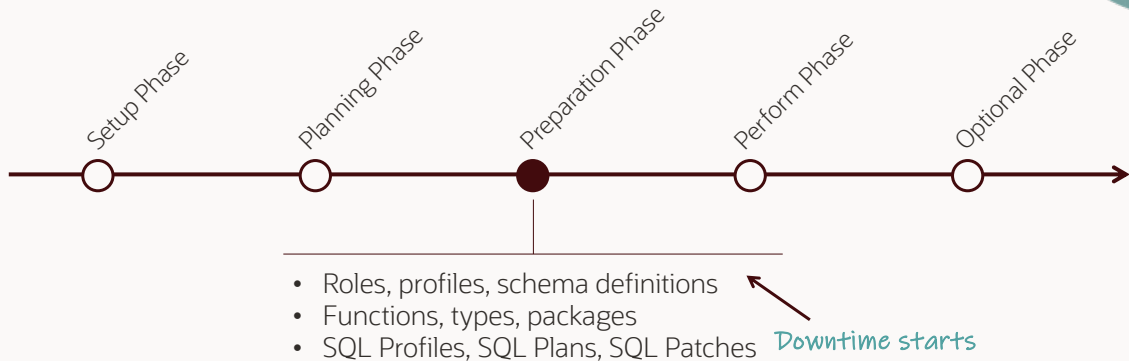 Setup Phase
Planning Phase
Preparation Phase
Perform Phase
Optional Phase
• Roles, profiles, schema definitions
• Functions, types, packages
• SQL Profiles, SQL Plans, SQL Patches
Downtime starts